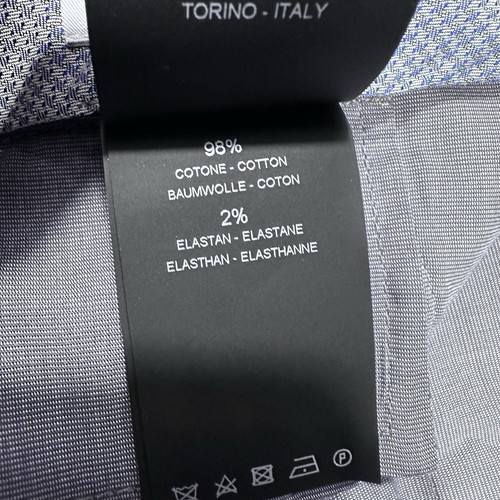 TORINO - ITALY
98%
COTONE - COTTON
BAUMWOLLE - COTON
2%
ELASTAN - ELASTANE
ELASTHAN - ELASTHANNE
P